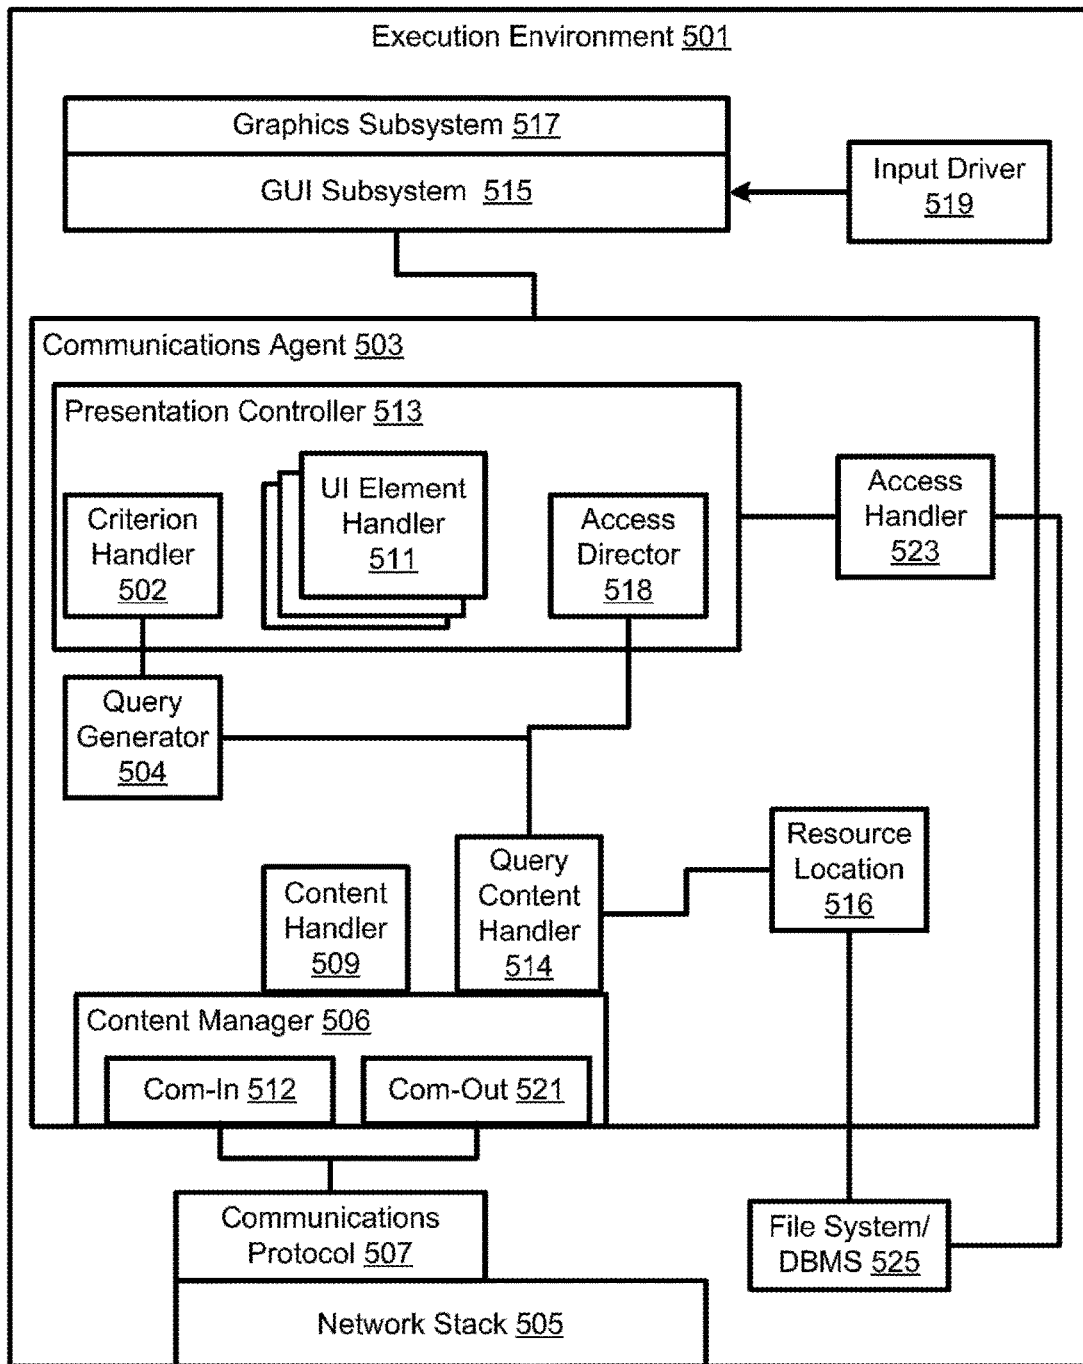 Execution Environment 501
Graphics Subsystem 517
GUI Subsystem 515
Input Driver
519
Communications Agent 503
Presentation Controller 513
Criterion
Handler
502
UI Element
Handler
511
Access
Director
518
Access
Handler
523
Query
Generator
504
Content
Handler
509
Query
Content
Handler
514
Resource
Location
516
Content Manager 506
Com-In 512
Com-Out 521
Communications
Protocol 507
File System/
DBMS 525
Network Stack 505